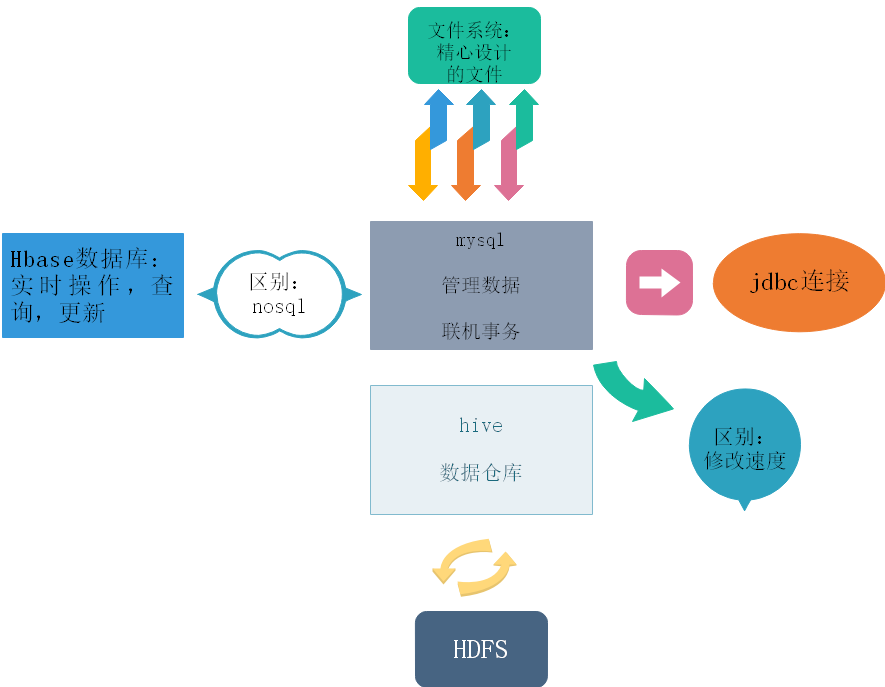 文件系统：
精心设计
的文件
mysql
管理数据
联机事务
Hbase数据库：
实时操作，查
询，更新
区别：
nosql
jdbc连接
hive
数据仓库
区别：
修改速度
HDFS